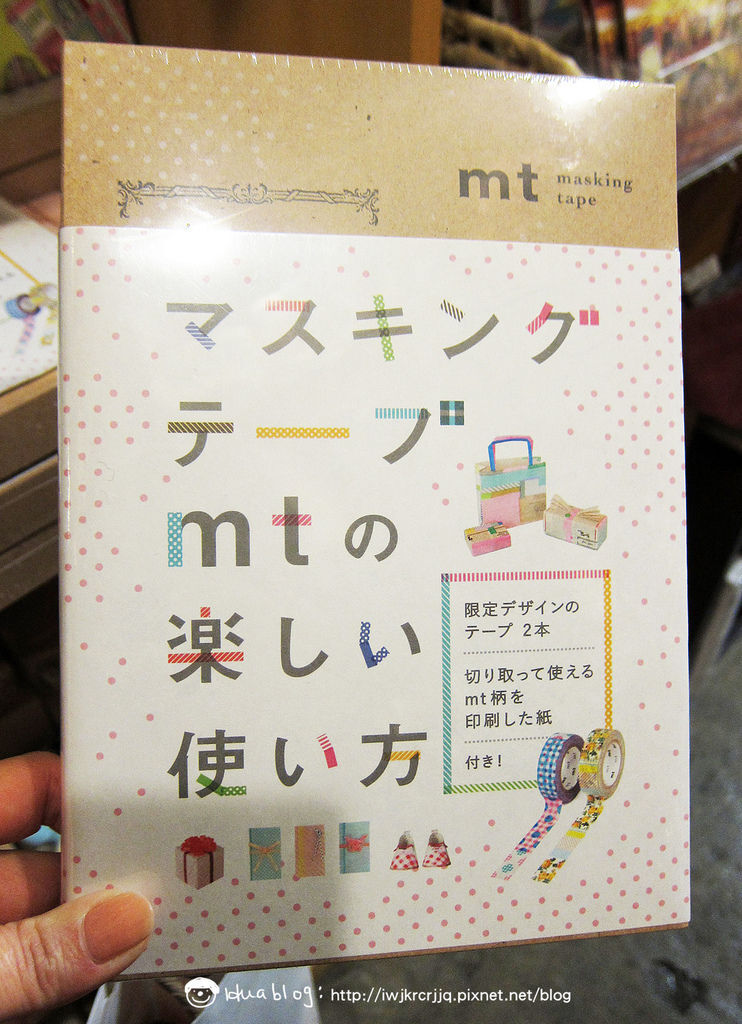 mt masking
tape
マスキング
テープ
mtの
楽しい
使い方
限定デザインの
テープ 2本
切り取って使える
mt柄を
印刷した紙
付き!
blog: http://iwjkrcrjjq.pixnet.net/blog